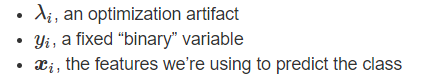 • λᵢ, an optimization artifact
• yᵢ, a fixed “binary” variable
• xᵢ, the features we’re using to predict the class